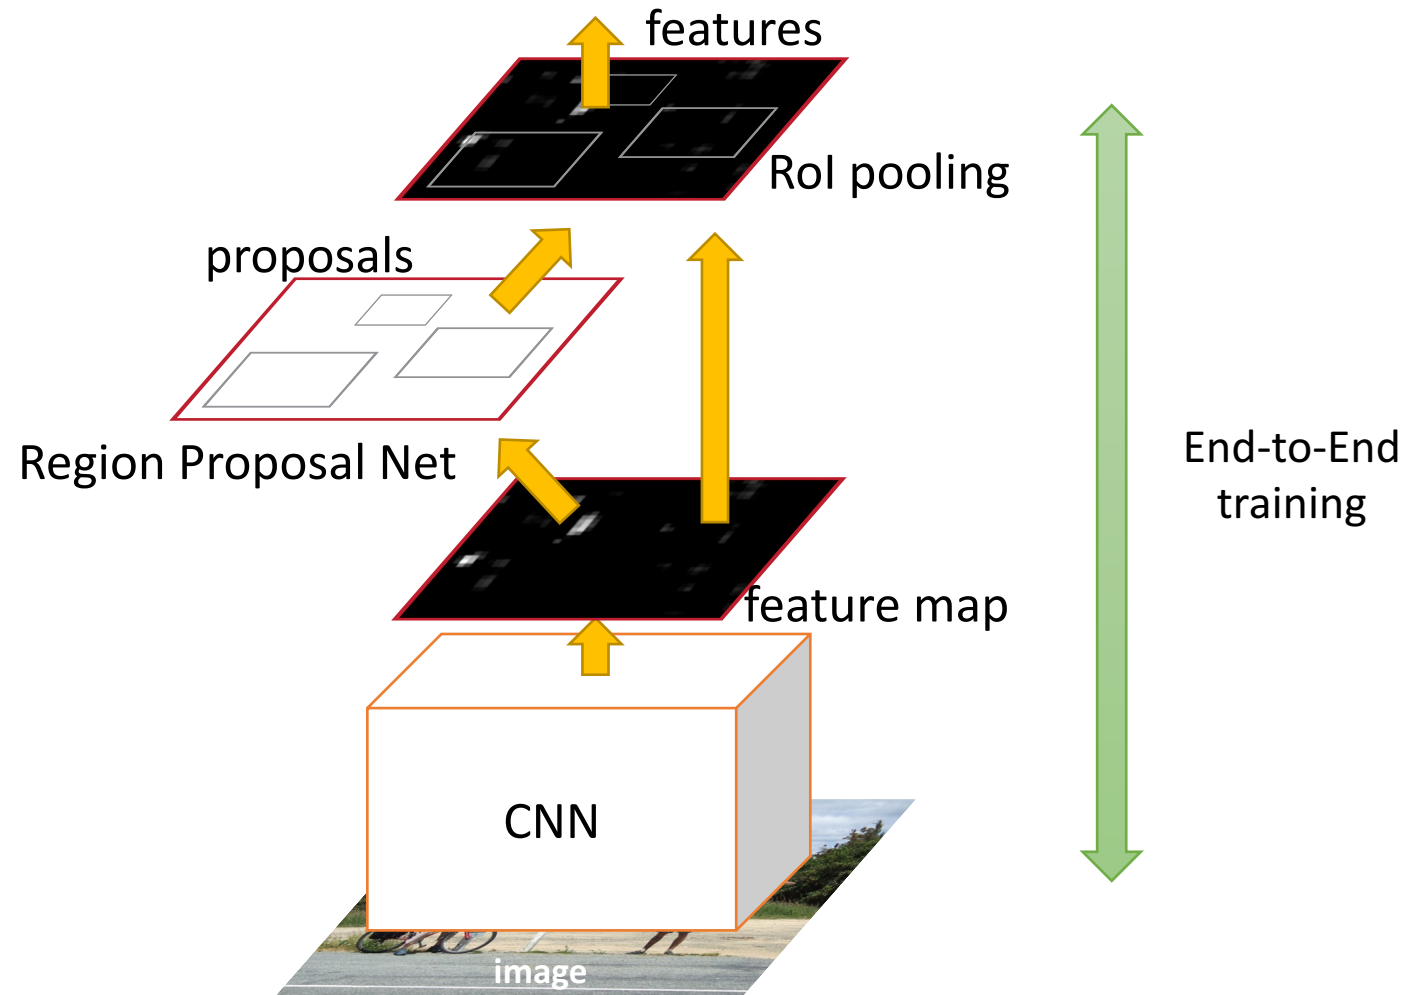 features
RoI pooling
proposals
Region Proposal Net
End-to-End
training
feature map
CNN
image